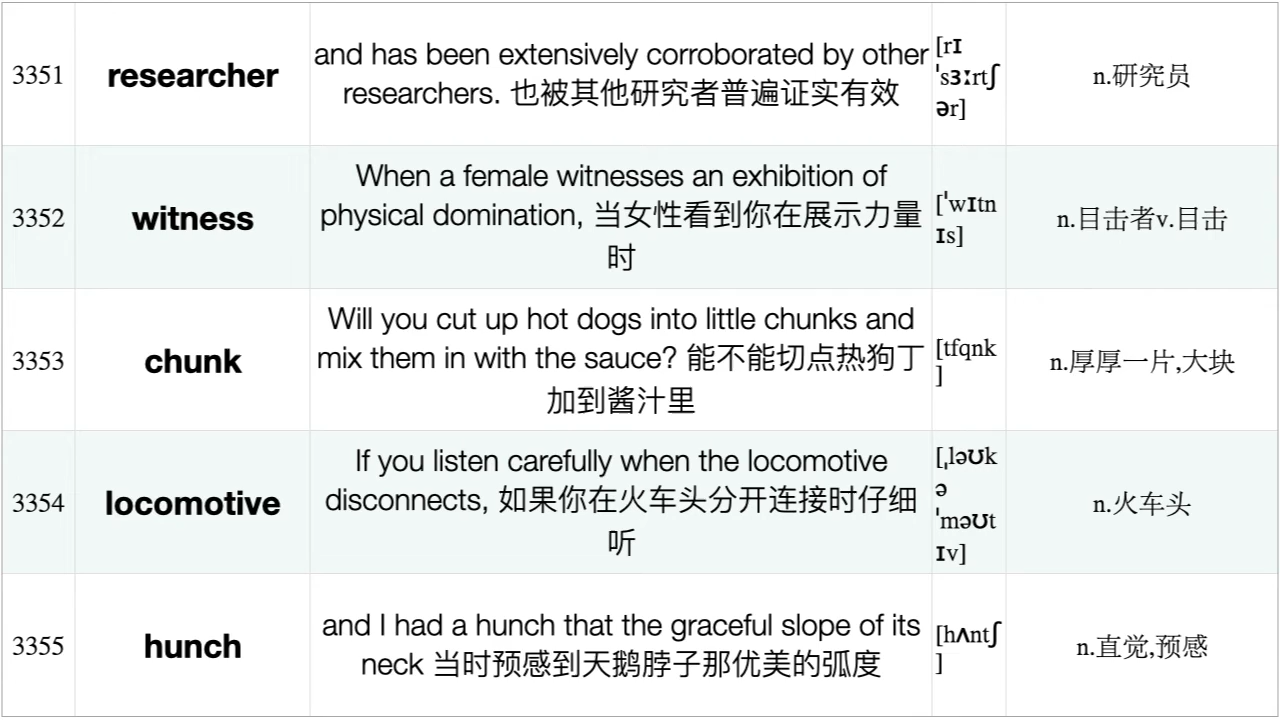 3351
researcher
and has been extensively corroborated by other
researchers. 也被其他研究者普遍证实有效
[rɪ
ˈsɜːrtʃ
ər]
n.研究员
3352
witness
When a female witnesses an exhibition of
physical domination, 当女性看到你在展示力量
时
[ˈwɪtn
ɪs]
n.目击者v.目击
3353
chunk
Will you cut up hot dogs into little chunks and
mix them in with the sauce? 能不能切点热狗丁
加到酱汁里
[tfqnk
]
n.厚厚一片,大块
3354
locomotive
If you listen carefully when the locomotive
disconnects, 如果你在火车头分开连接时仔细
听
[ˌləʊk
ə
ˈməʊt
ɪv]
n.火车头
3355
hunch
and I had a hunch that the graceful slope of its
neck 当时预感到天鹅脖子那优美的弧度
[hʌntʃ
]
n.直觉,预感